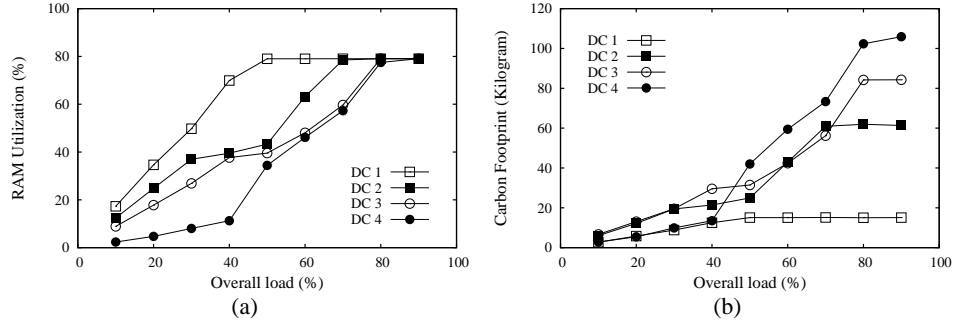 RAM Utilization (%)
100
80
60
40
20
0
DC 1
DC 2
DC 3
DC 4
0 20 40 60 80 100
Overall load (%)
(a)
Carbon Footprint (Kilogram)
120
100
80
60
40
20
0
DC 1
DC 2
DC 3
DC 4
0 20 40 60 80 100
Overall load (%)
(b)